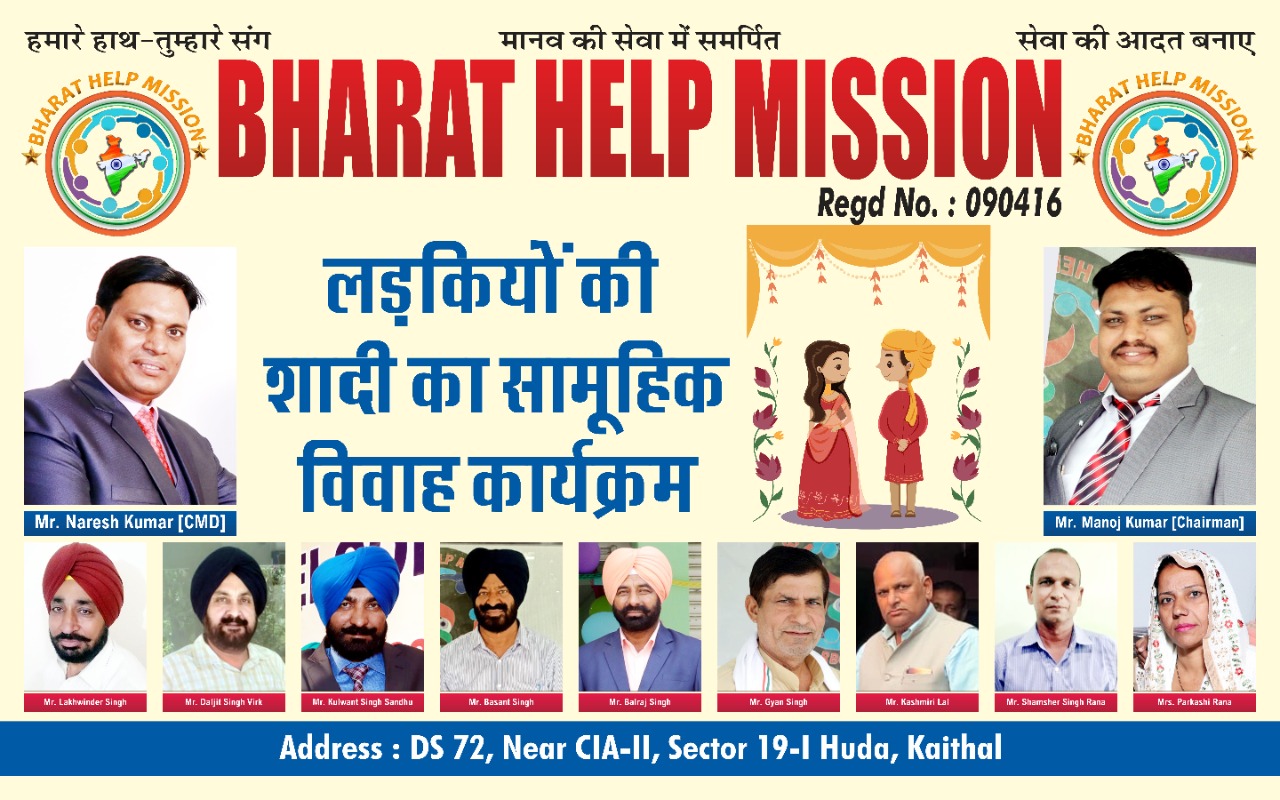 हमारे हाथ-तुम्हारे संग
मानव की सेवा में समर्पित
सेवा की आदत बनाए
BHARAT HELP MISSION
BHARAT HELP MISSION
BHARAT HELP MISSION
Regd No. : 090416
लड़कियों की
शादी का सामूहिक
विवाह कार्यक्रम
Mr. Naresh Kumar [CMD]
Mr. Manoj Kumar [Chairman]
Mr. Lakhwinder Singh
Mr. Daljit Singh Virk
Mr. Kulwant Singh Sandhu
Mr. Basant Singh
Mr. Balraj Singh
Mr. Gyan Singh
Mr. Kashmiri Lal
Mr. Shamsher Singh Rana
Mrs. Parkashi Rana
Address : DS 72, Near CIA-II, Sector 19-I Huda, Kaithal